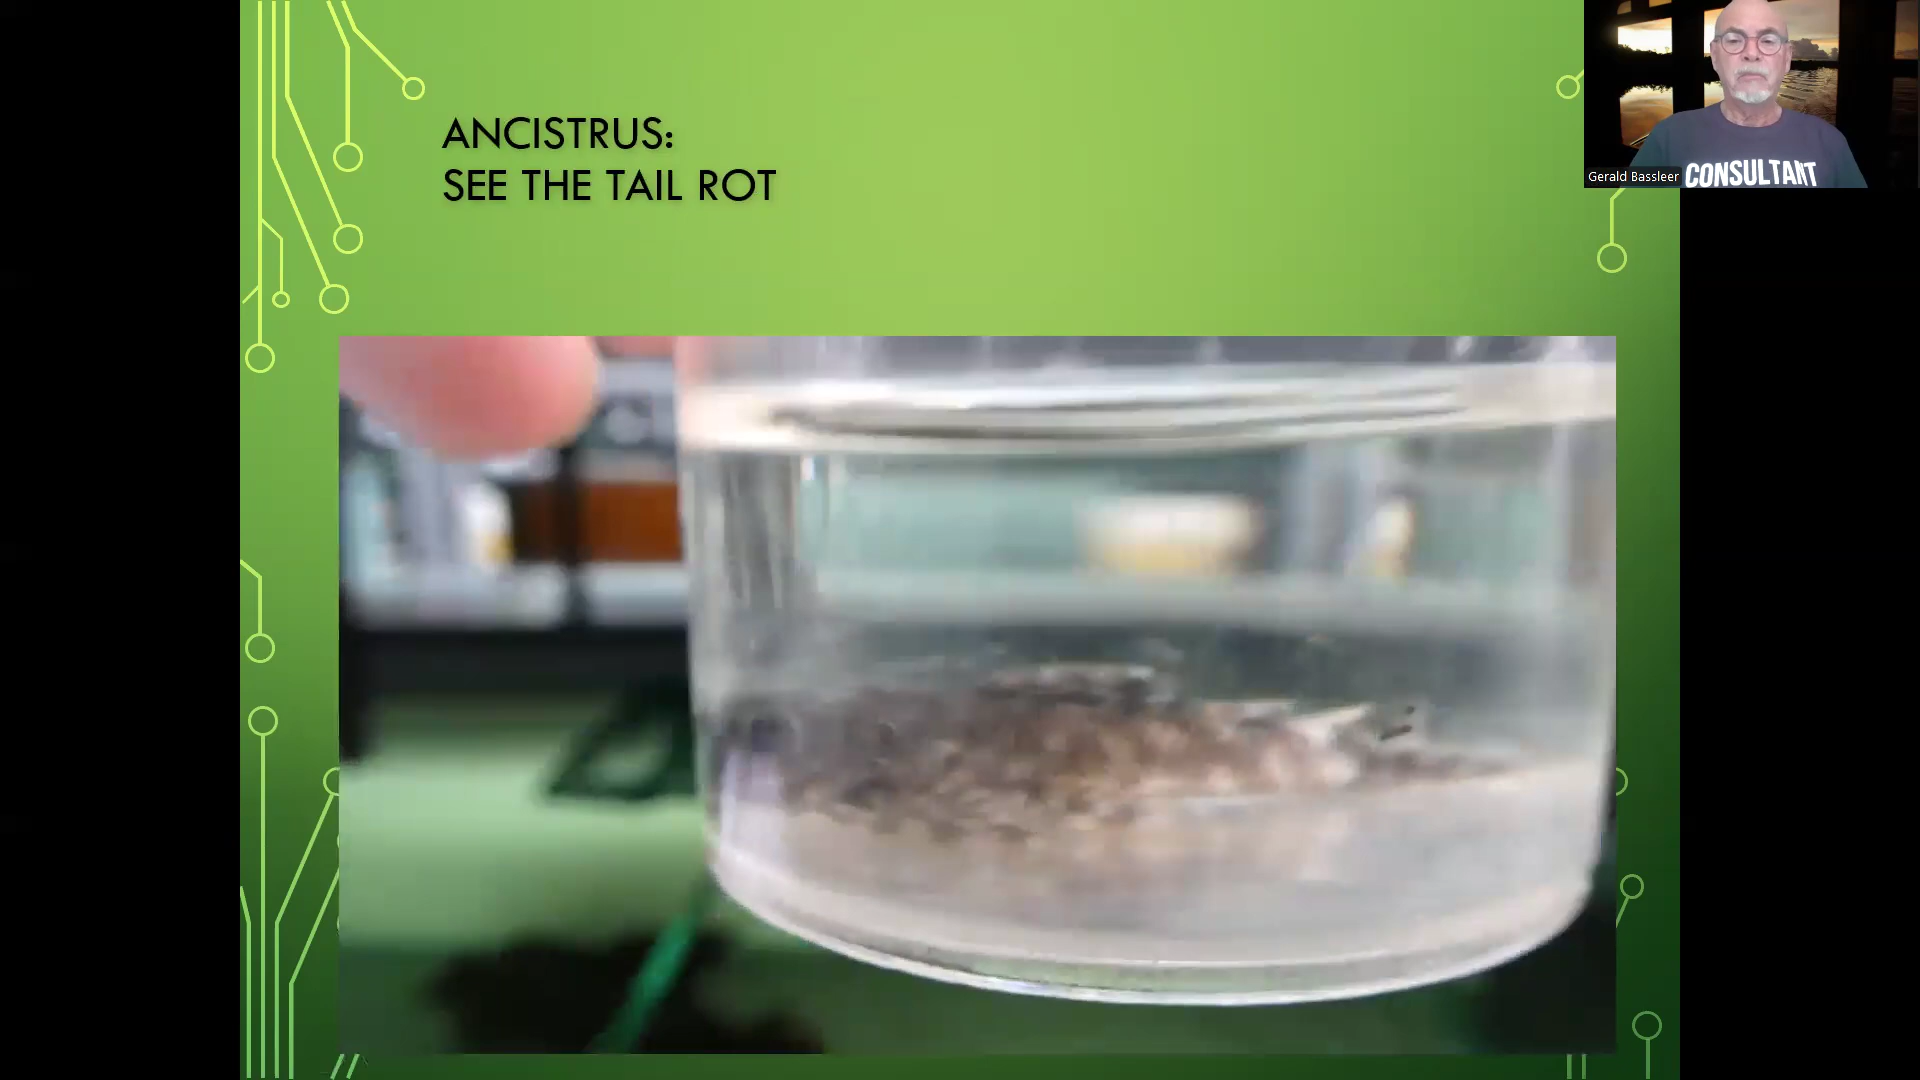 ANCISTRUS:
SEE THE TAIL ROT
Gerald Bassleer
CONSULTANT